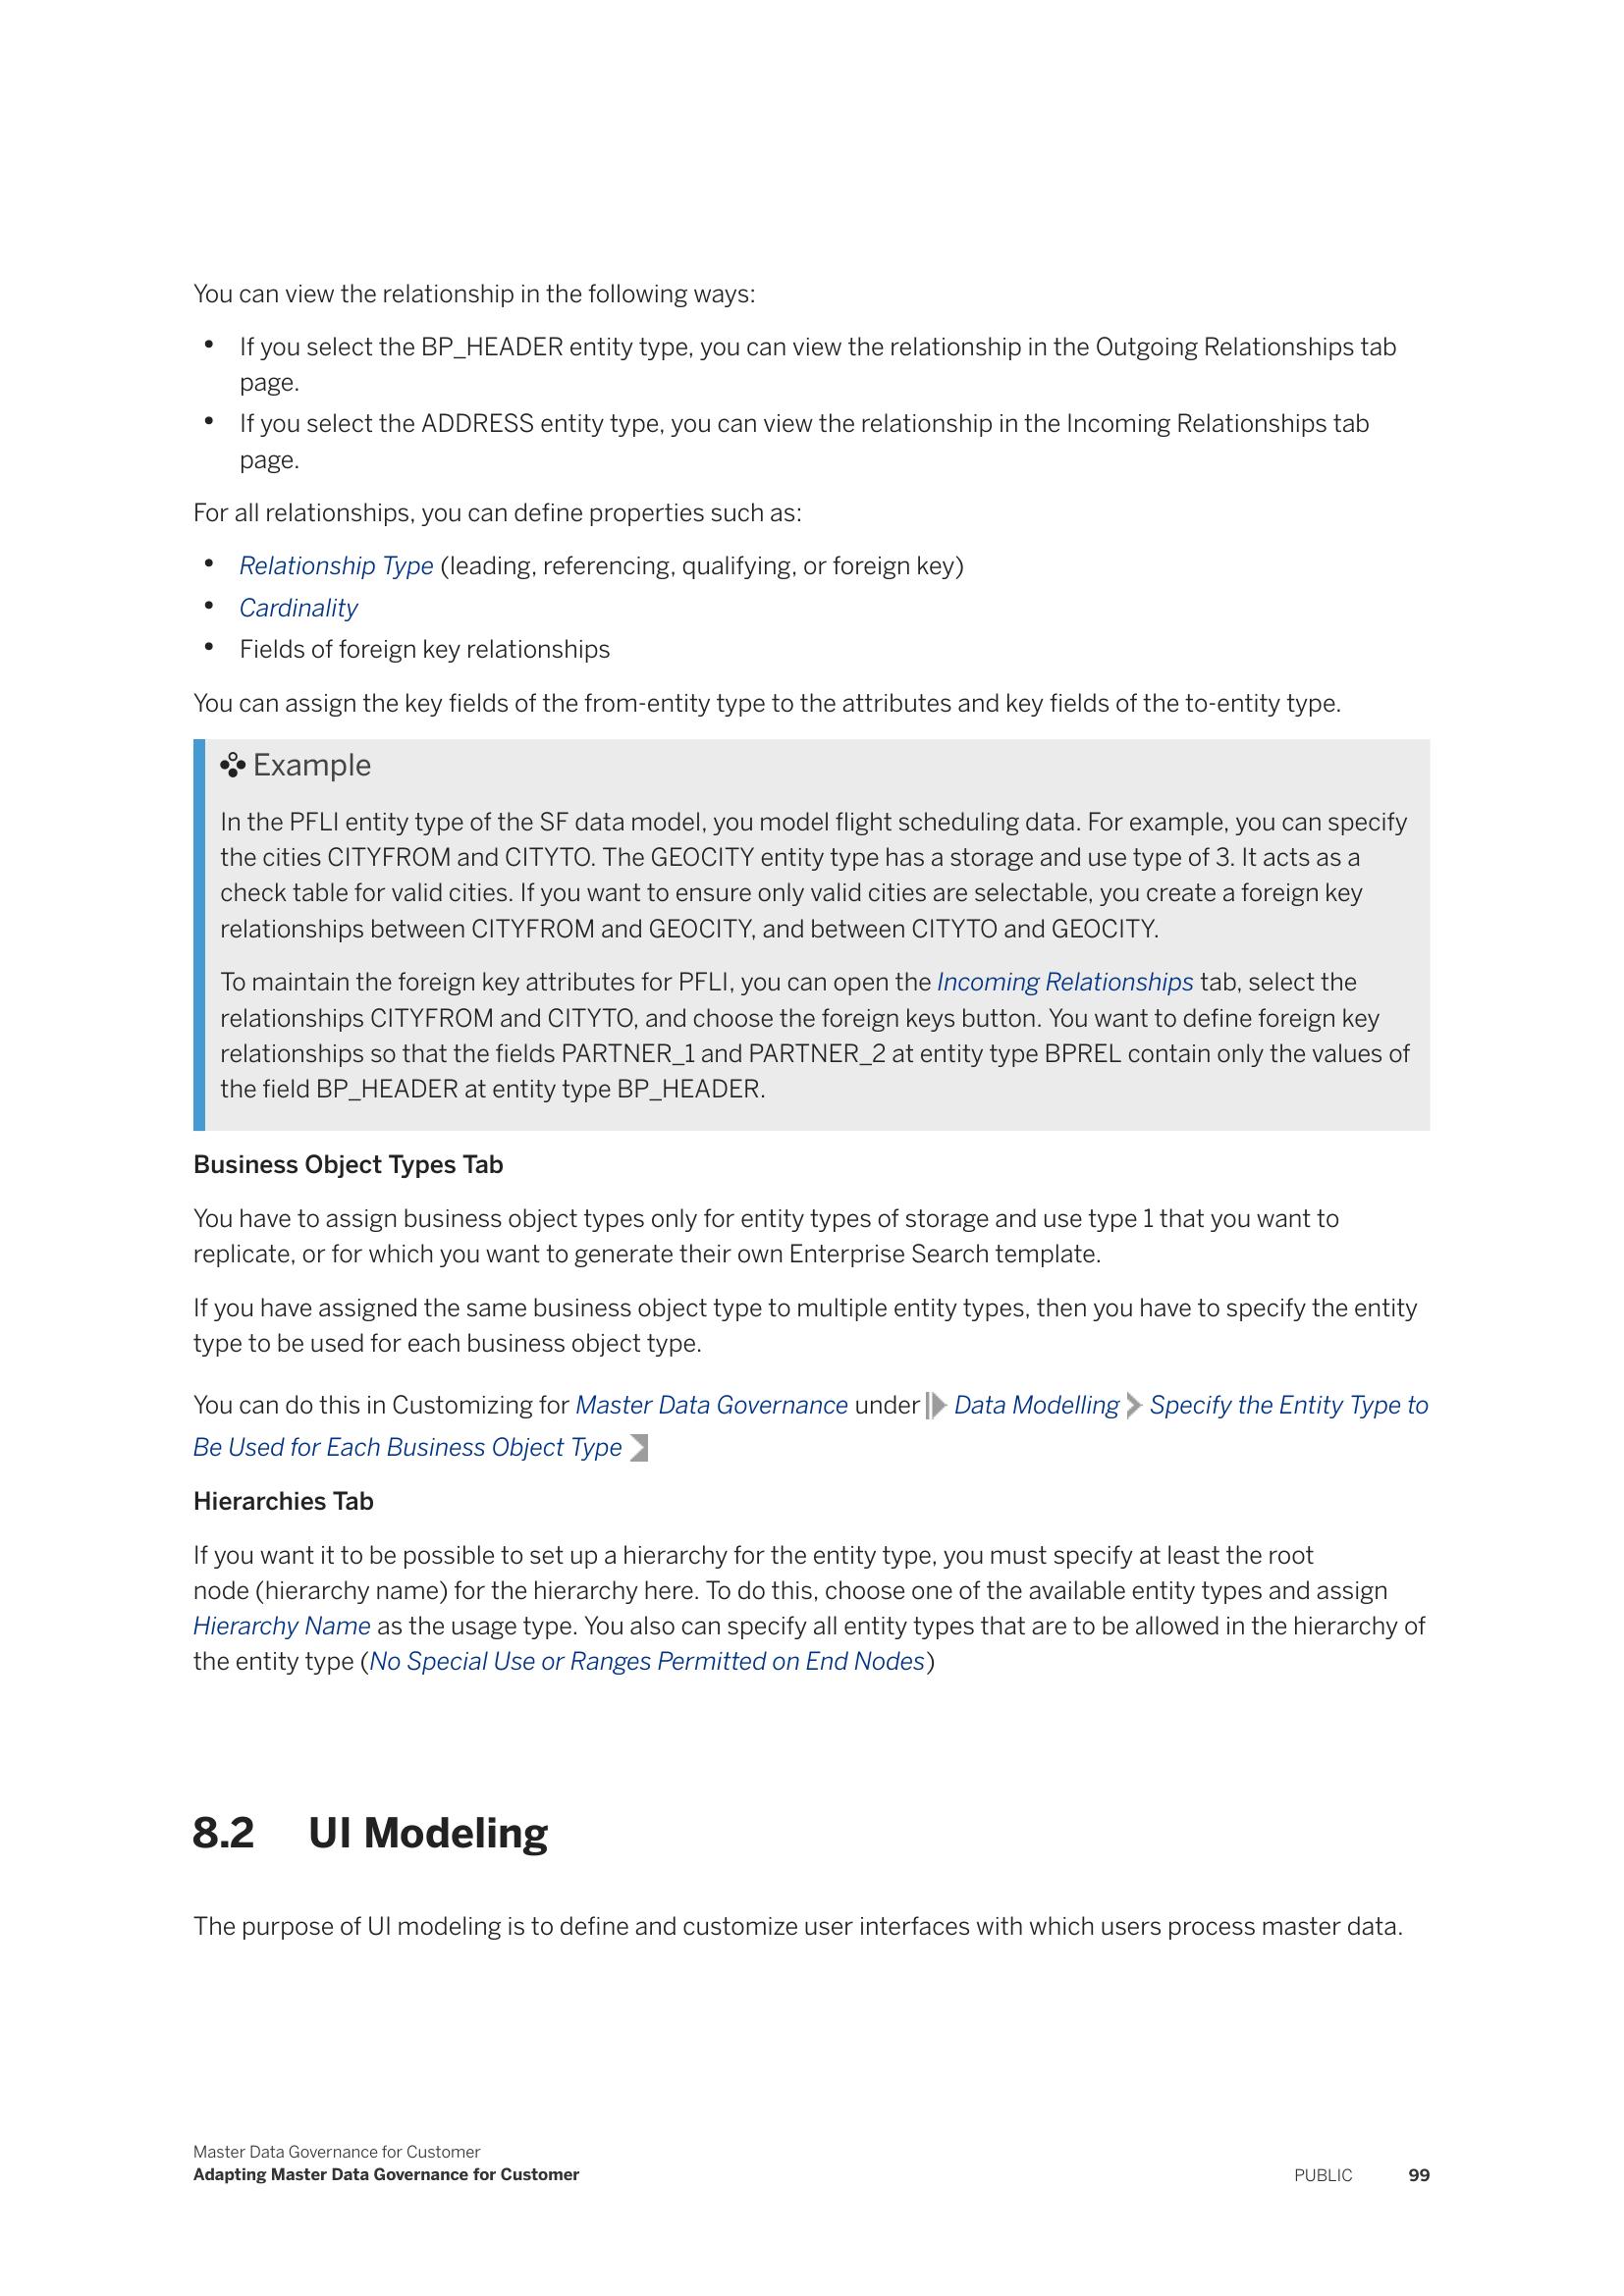 You can view the relationship in the following ways:
• If you select the BP_HEADER entity type, you can view the relationship in the Outgoing Relationships tab
page.
• If you select the ADDRESS entity type, you can view the relationship in the Incoming Relationships tab
page.
For all relationships, you can define properties such as:
• Relationship Type (leading, referencing, qualifying, or foreign key)
• Cardinality
• Fields of foreign key relationships
You can assign the key fields of the from-entity type to the attributes and key fields of the to-entity type.
Example
In the PFLI entity type of the SF data model, you model flight scheduling data. For example, you can specify
the cities CITYFROM and CITYTO. The GEOCITY entity type has a storage and use type of 3. It acts as a
check table for valid cities. If you want to ensure only valid cities are selectable, you create a foreign key
relationships between CITYFROM and GEOCITY, and between CITYTO and GEOCITY.
To maintain the foreign key attributes for PFLI, you can open the Incoming Relationships tab, select the
relationships CITYFROM and CITYTO, and choose the foreign keys button. You want to define foreign key
relationships so that the fields PARTNER_1 and PARTNER_2 at entity type BPREL contain only the values of
the field BP_HEADER at entity type BP_HEADER.
Business Object Types Tab
You have to assign business object types only for entity types of storage and use type 1 that you want to
replicate, or for which you want to generate their own Enterprise Search template.
If you have assigned the same business object type to multiple entity types, then you have to specify the entity
type to be used for each business object type.
You can do this in Customizing for Master Data Governance under Data Modelling Specify the Entity Type to
Be Used for Each Business Object Type
Hierarchies Tab
If you want it to be possible to set up a hierarchy for the entity type, you must specify at least the root
node (hierarchy name) for the hierarchy here. To do this, choose one of the available entity types and assign
Hierarchy Name as the usage type. You also can specify all entity types that are to be allowed in the hierarchy of
the entity type (No Special Use or Ranges Permitted on End Nodes)
8.2 UI Modeling
The purpose of UI modeling is to define and customize user interfaces with which users process master data.
Master Data Governance for Customer
Adapting Master Data Governance for Customer
PUBLIC 99